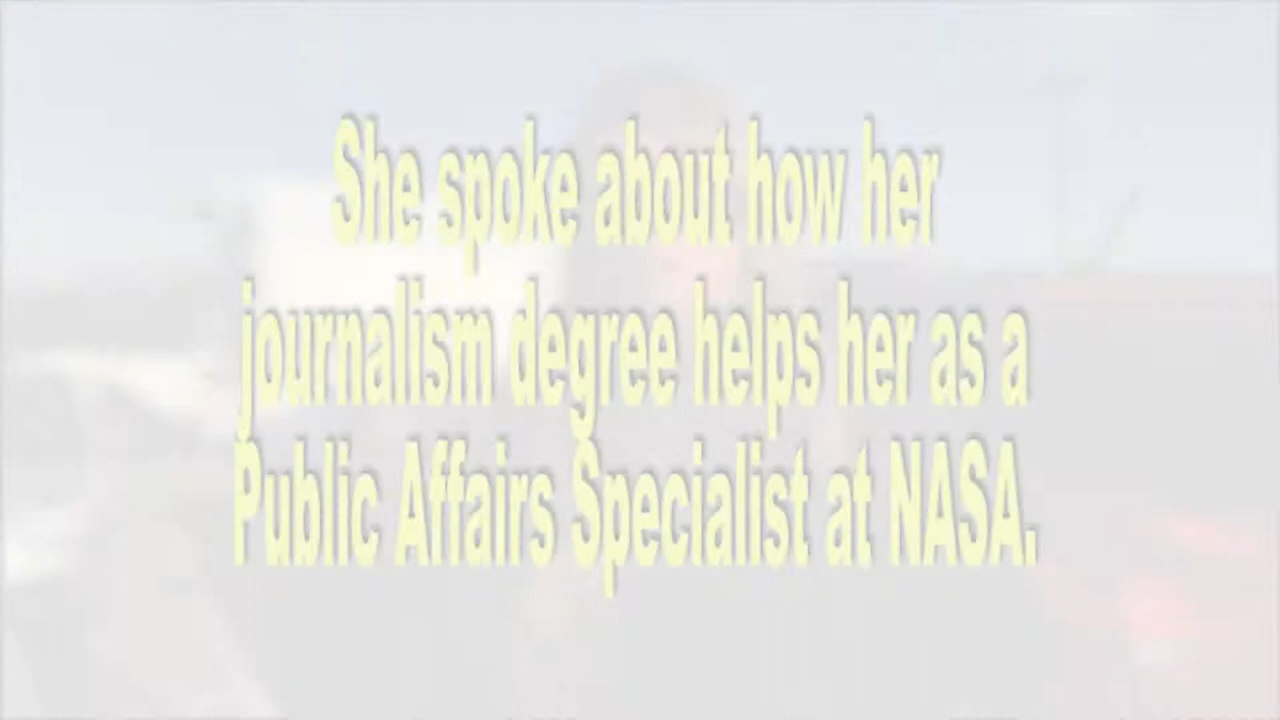 She spoke about how her
journalism degree helps her as a
Public Affairs Specialist at NASA.